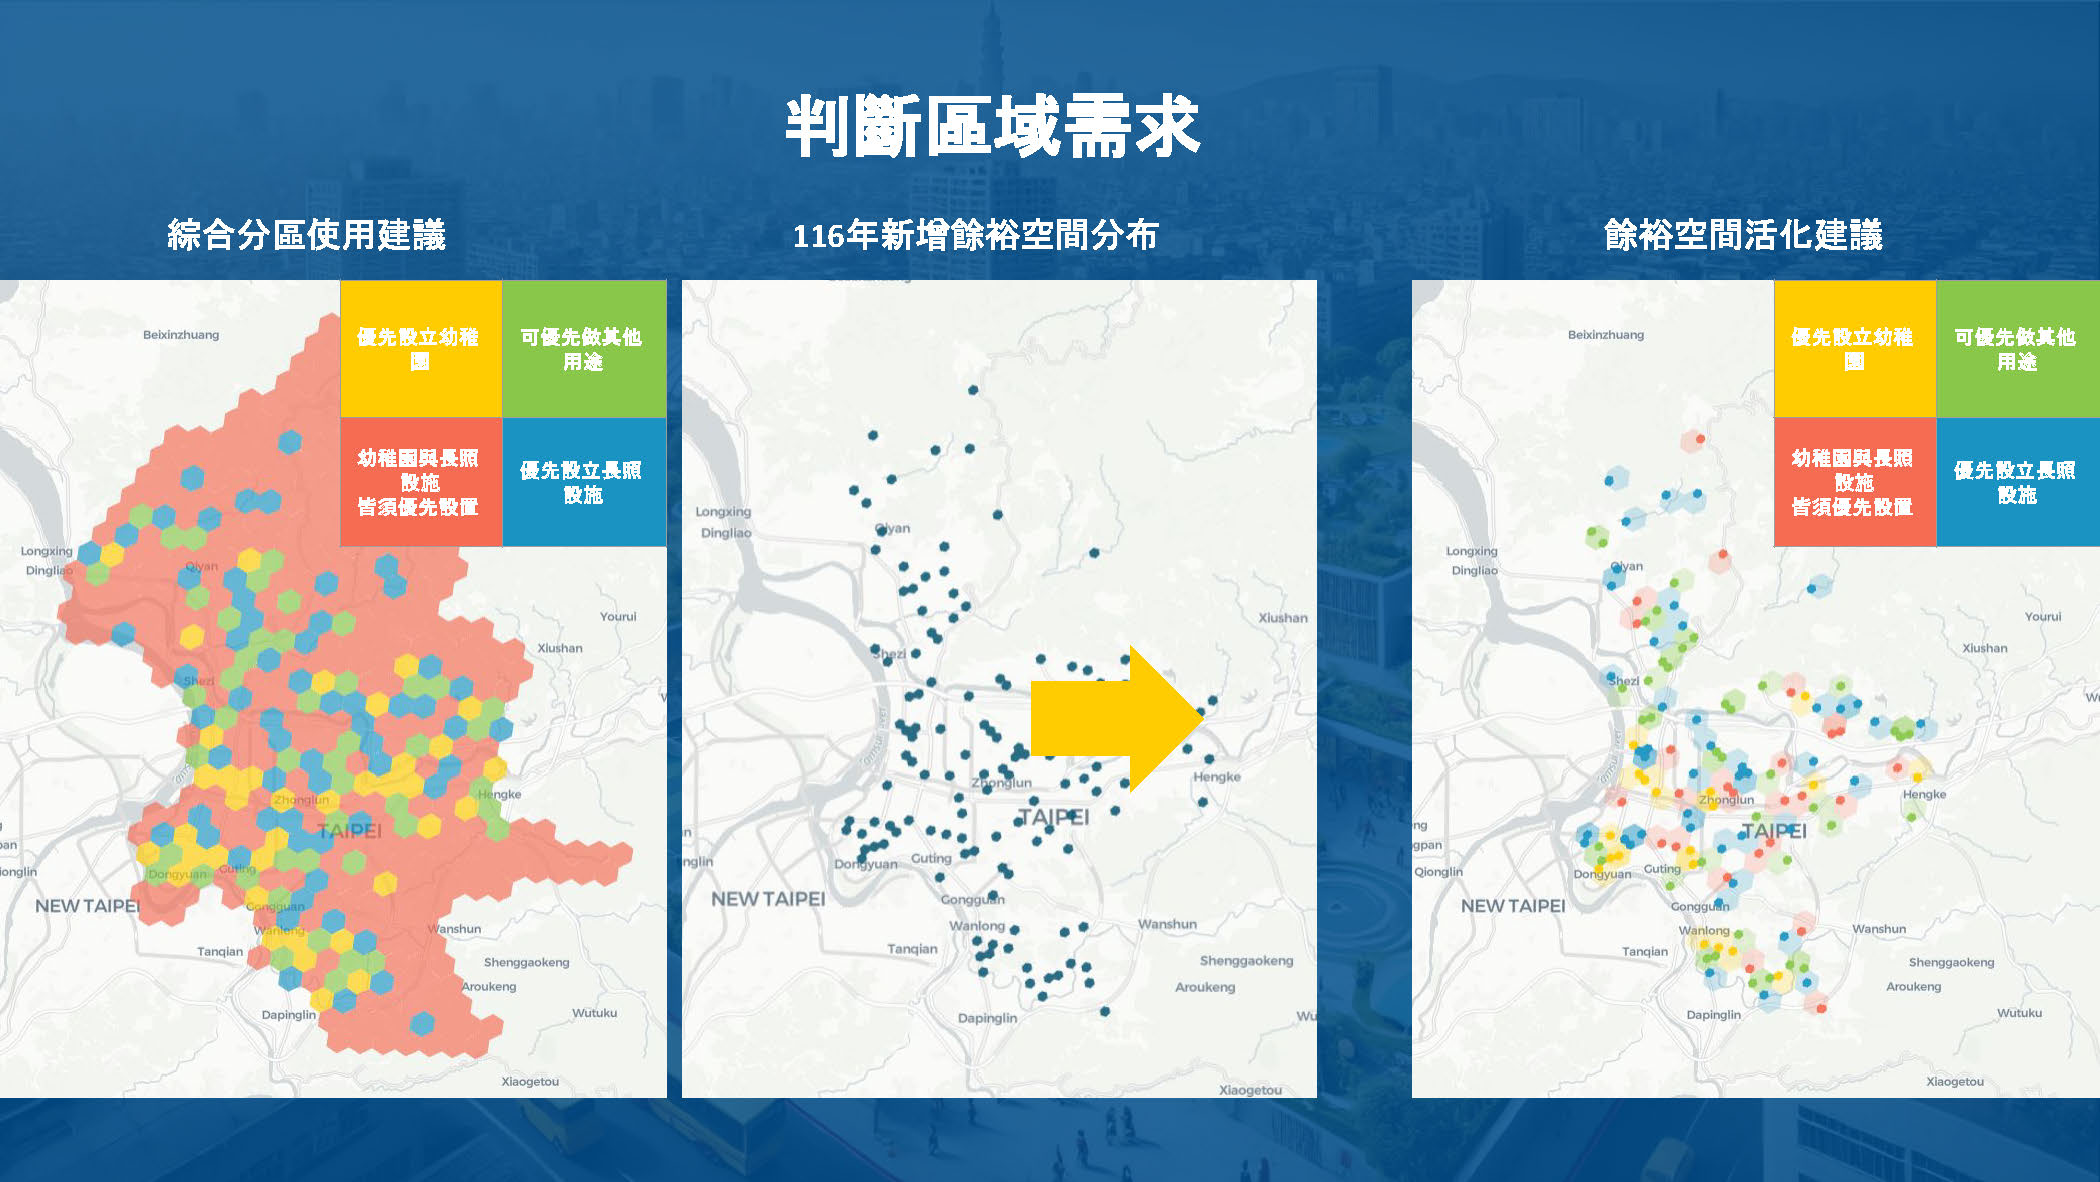 判斷區域需求
綜合分區使用建議
116年新增餘裕空間分布
餘裕空間活化建議
優先設立幼稚
園
可優先做其他
用途
幼稚園與長照
設施
皆須優先設置
優先設立長照
設施
Beixinzhuang
Longxing
Dingliao
Qiyan
Yourui
Xiushan
Shezi
Hengke
Zhonglun
TAIPEI
Dongyuan
Guting
NEW TAIPEI
Gongguan
Wanlong
Wanshun
Tanqian
Shenggaokeng
Aroukeng
Dapinglin
Wutuku
Xiaogetou
Longxing
Dingliao
Qiyan
Xiushan
Shezi
Hengke
Zhonglun
TAIPEI
Dongyuan
Guting
NEW TAIPEI
Gongguan
Wanlong
Wanshun
Tanqian
Shenggaokeng
Aroukeng
Dapinglin
Wu
Xiaogetou
優先設立幼稚
園
可優先做其他
用途
幼稚園與長照
設施
皆須優先設置
優先設立長照
設施
Beixinzhuang
Longxing
Dingliao
Qiyan
Yourui
Xiushan
Shezi
Hengke
Zhonglun
TAIPEI
Qionglin
Dongyuan
Guting
NEW TAIPEI
Gongguan
Wanlong
Wanshun
Tanqian
Shenggaokeng
Aroukeng
Dapinglin
Wutuku
Xiaogetou